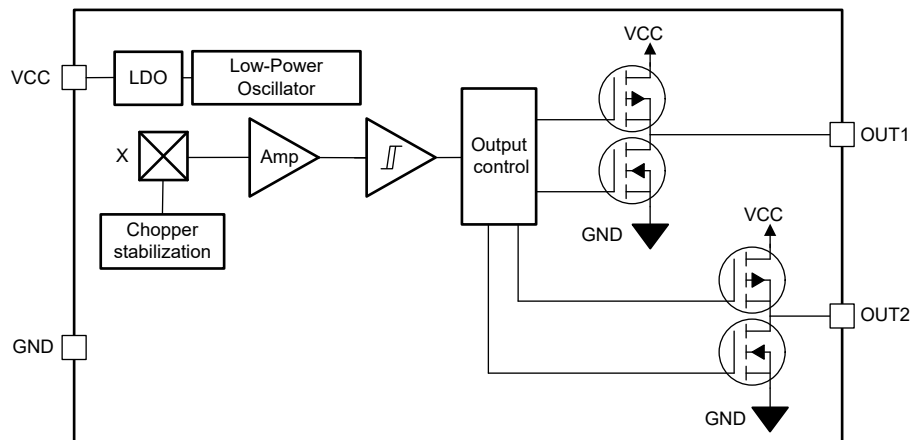 VCC
LDO
Low-Power
Oscillator
VCC
X
Amp
Output
control
OUT1
Chopper
stabilization
GND
VCC
GND
OUT2
GND